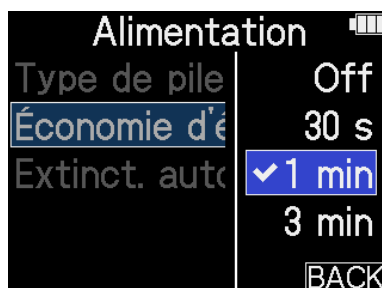 Alimentation
Type de pile
Économie d'é
Extinct. auto
Off
30 s
1 min
3 min
BACK